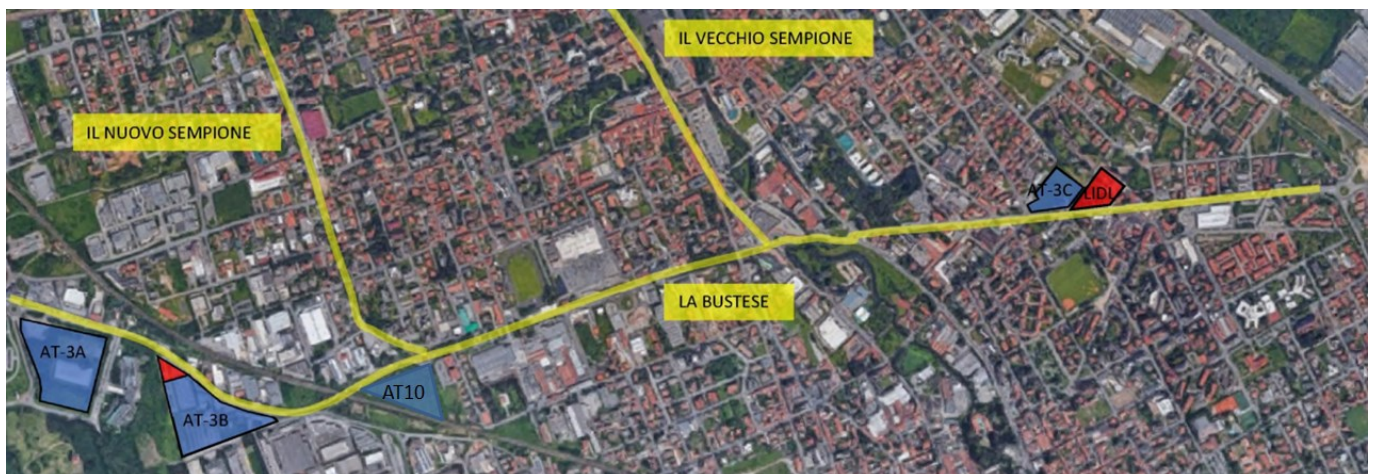 IL VECCHIO SEMPIONE
IL NUOVO SEMPIONE
AT-3C
LIDL
LA BUSTESE
AT-3A
AT10
AT-3B